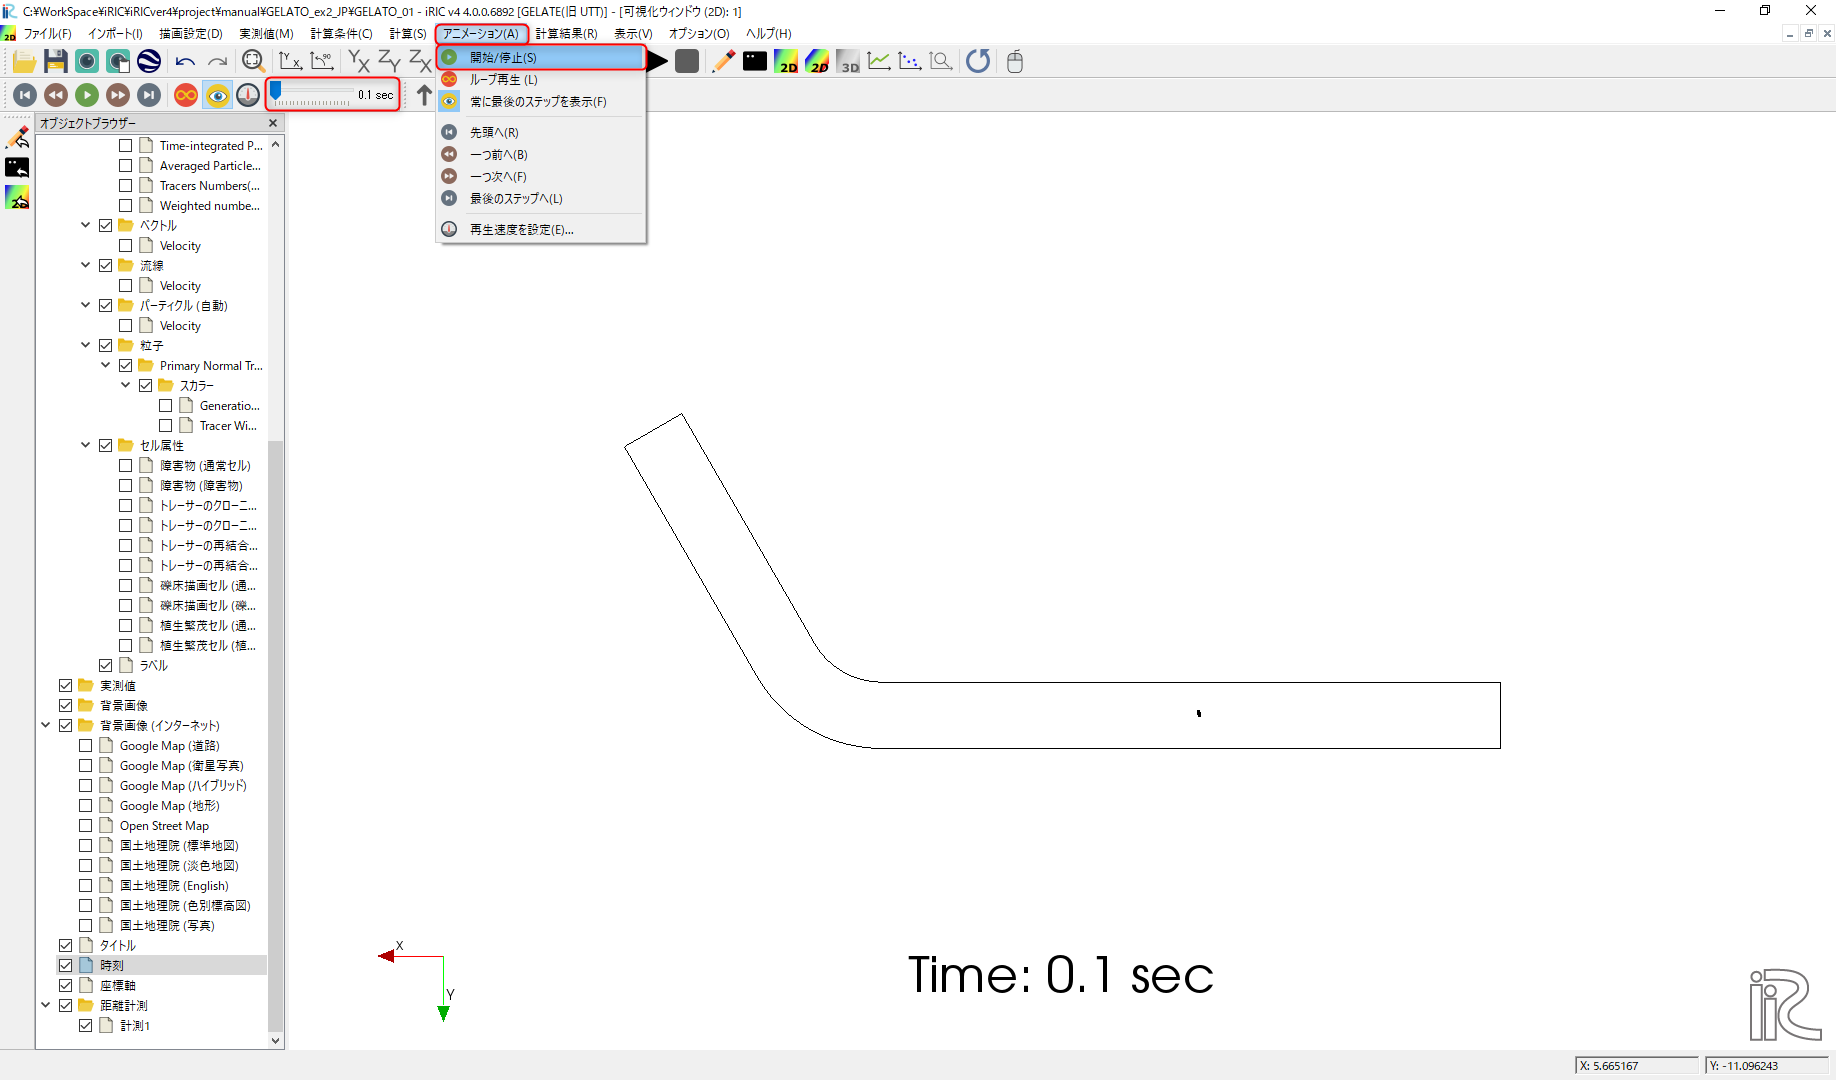 C:¥WorkSpace¥iRIC¥iRICver4¥project¥manual¥GELATO_ex2_JP¥GELATO_01 - iRIC v4 4.0.0.6892 [GELATE(旧 UTT)] - [可視化ウィンドウ (2D): 1]
ファイル(F) インポート(I) 描画設定(D) 実測値(M) 計算条件(C) 計算(S) アニメーション(A) 計算結果(R) 表示(V) オプション(O) ヘルプ(H)
開始/停止(S)
ループ再生 (L)
常に最後のステップを表示(F)
先頭へ(R)
一つ前へ(B)
一つ次へ(F)
最後のステップへ(L)
再生速度を設定(E)...
0.1 sec
オブジェクトブラウザー
Time-integrated P...
Averaged Particle...
Tracers Numbers(...
Weighted numbe...
ベクトル
Velocity
流線
Velocity
パーティクル (自動)
Velocity
粒子
Primary Normal Tr...
スカラー
Generatio...
Tracer Wi...
セル属性
障害物 (通常セル)
障害物 (障害物)
トレーサーのクローニ...
トレーサーのクローニ...
トレーサーの再結合...
トレーサーの再結合...
礫床描画セル (通...
礫床描画セル (礫...
植生繁茂セル (通...
植生繁茂セル (植...
ラベル
実測値
背景画像
背景画像 (インターネット)
Google Map (道路)
Google Map (衛星写真)
Google Map (ハイブリッド)
Google Map (地形)
Open Street Map
国土地理院 (標準地図)
国土地理院 (淡色地図)
国土地理院 (English)
国土地理院 (色別標高図)
国土地理院 (写真)
タイトル
時刻
座標軸
距離計測
計測1
X
Y
Time: 0.1 sec
iRIC
X: 5.665167
Y: -11.096243